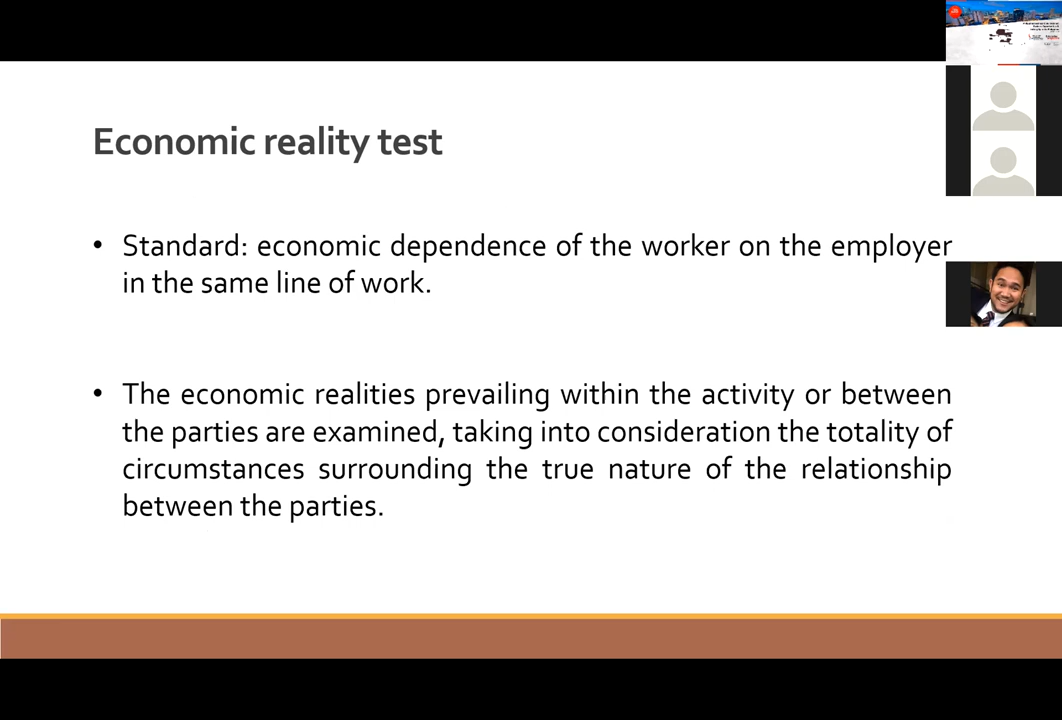 Economic reality test
• Standard: economic dependence of the worker on the employer
in the same line of work.
• The economic realities prevailing within the activity or between
the parties are examined, taking into consideration the totality of
circumstances surrounding the true nature of the relationship
between the parties.